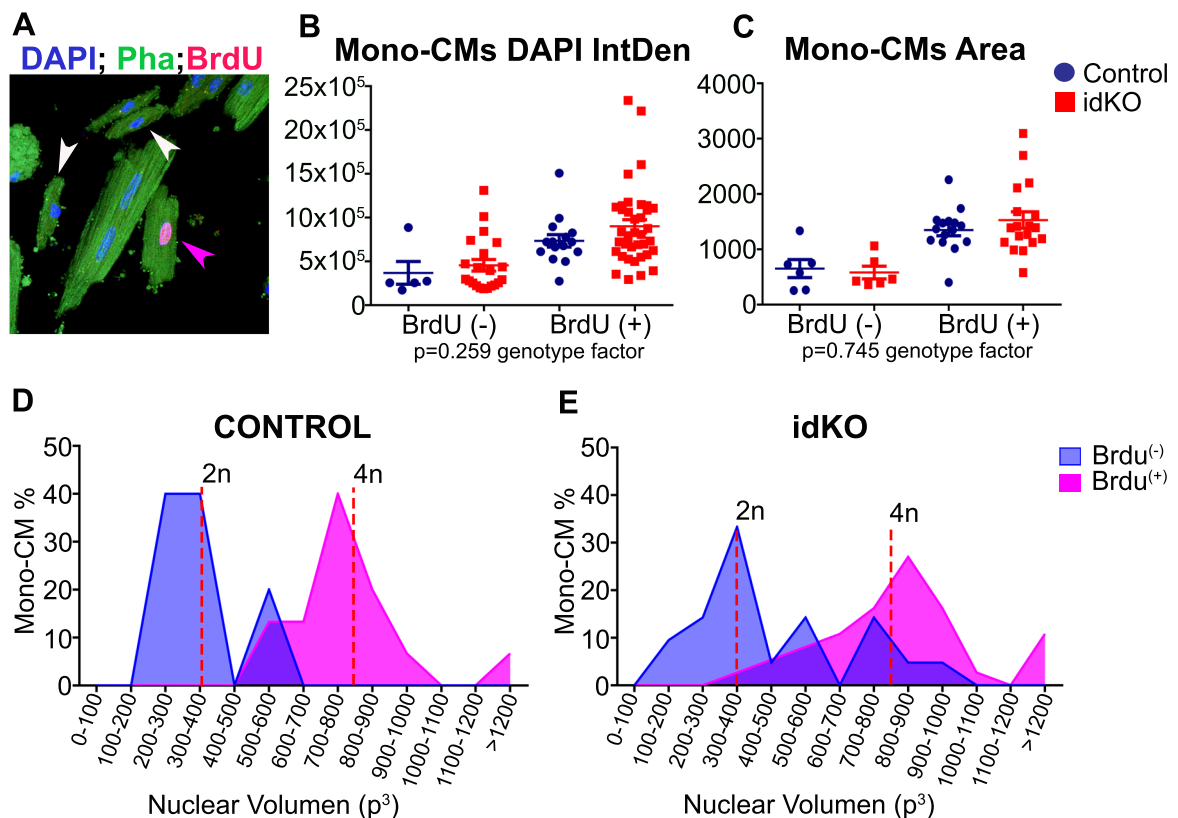 A
DAPI; Pha;BrdU
B
Mono-CMs DAPI IntDen
25x10⁵
20x10⁵
15x10⁵
10x10⁵
5x10⁵
0
BrdU (-)
BrdU (+)
p=0.259 genotype factor
C
Mono-CMs Area
4000
3000
2000
1000
0
BrdU (-)
BrdU (+)
p=0.745 genotype factor
Control
idKO
D
CONTROL
Mono-CM %
50
40
30
20
10
0
2n
4n
0-100
100-200
200-300
300-400
400-500
500-600
600-700
700-800
800-900
900-1000
1000-1100
1100-1200
>1200
Nuclear Volumen (p³)
E
idKO
Mono-CM %
50
40
30
20
10
0
2n
4n
0-100
100-200
200-300
300-400
400-500
500-600
600-700
700-800
800-900
900-1000
1000-1100
1100-1200
>1200
Nuclear Volumen (p³)
Brdu⁽⁻⁾
Brdu⁽⁺⁾